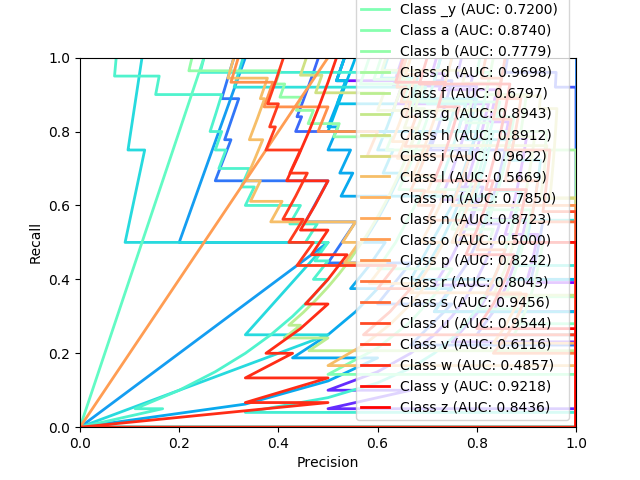 Class _y (AUC: 0.7200)
Class a (AUC: 0.8740)
Class b (AUC: 0.7779)
Class d (AUC: 0.9698)
Class f (AUC: 0.6797)
Class g (AUC: 0.8943)
Class h (AUC: 0.8912)
Class i (AUC: 0.9622)
Class l (AUC: 0.5669)
Class m (AUC: 0.7850)
Class n (AUC: 0.8723)
Class o (AUC: 0.5000)
Class p (AUC: 0.8242)
Class r (AUC: 0.8043)
Class s (AUC: 0.9456)
Class u (AUC: 0.9544)
Class v (AUC: 0.6116)
Class w (AUC: 0.4857)
Class y (AUC: 0.9218)
Class z (AUC: 0.8436)
1.0
0.8
0.6
0.4
0.2
0.0
Recall
0.0 0.2 0.4 0.6 0.8 1.0
Precision